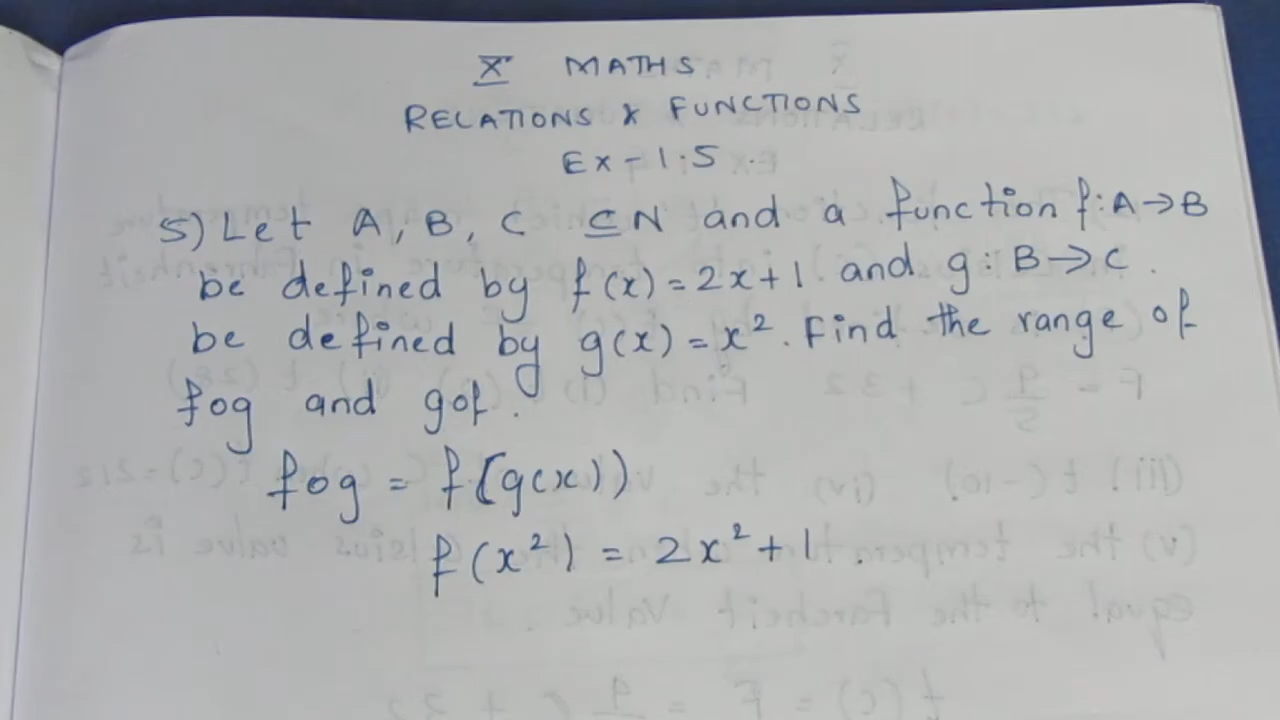 X MATHS
RELATIONS & FUNCTIONS
Ex-1.5.
5) Let A, B, C ⊆N and a function f:A→B
be defined by f(x)=2x+1 and g:B→C.
be defined by g(x)=x². Find the range of
fog and gof.
fog = f(g(x))
f(x²) = 2x²+1.